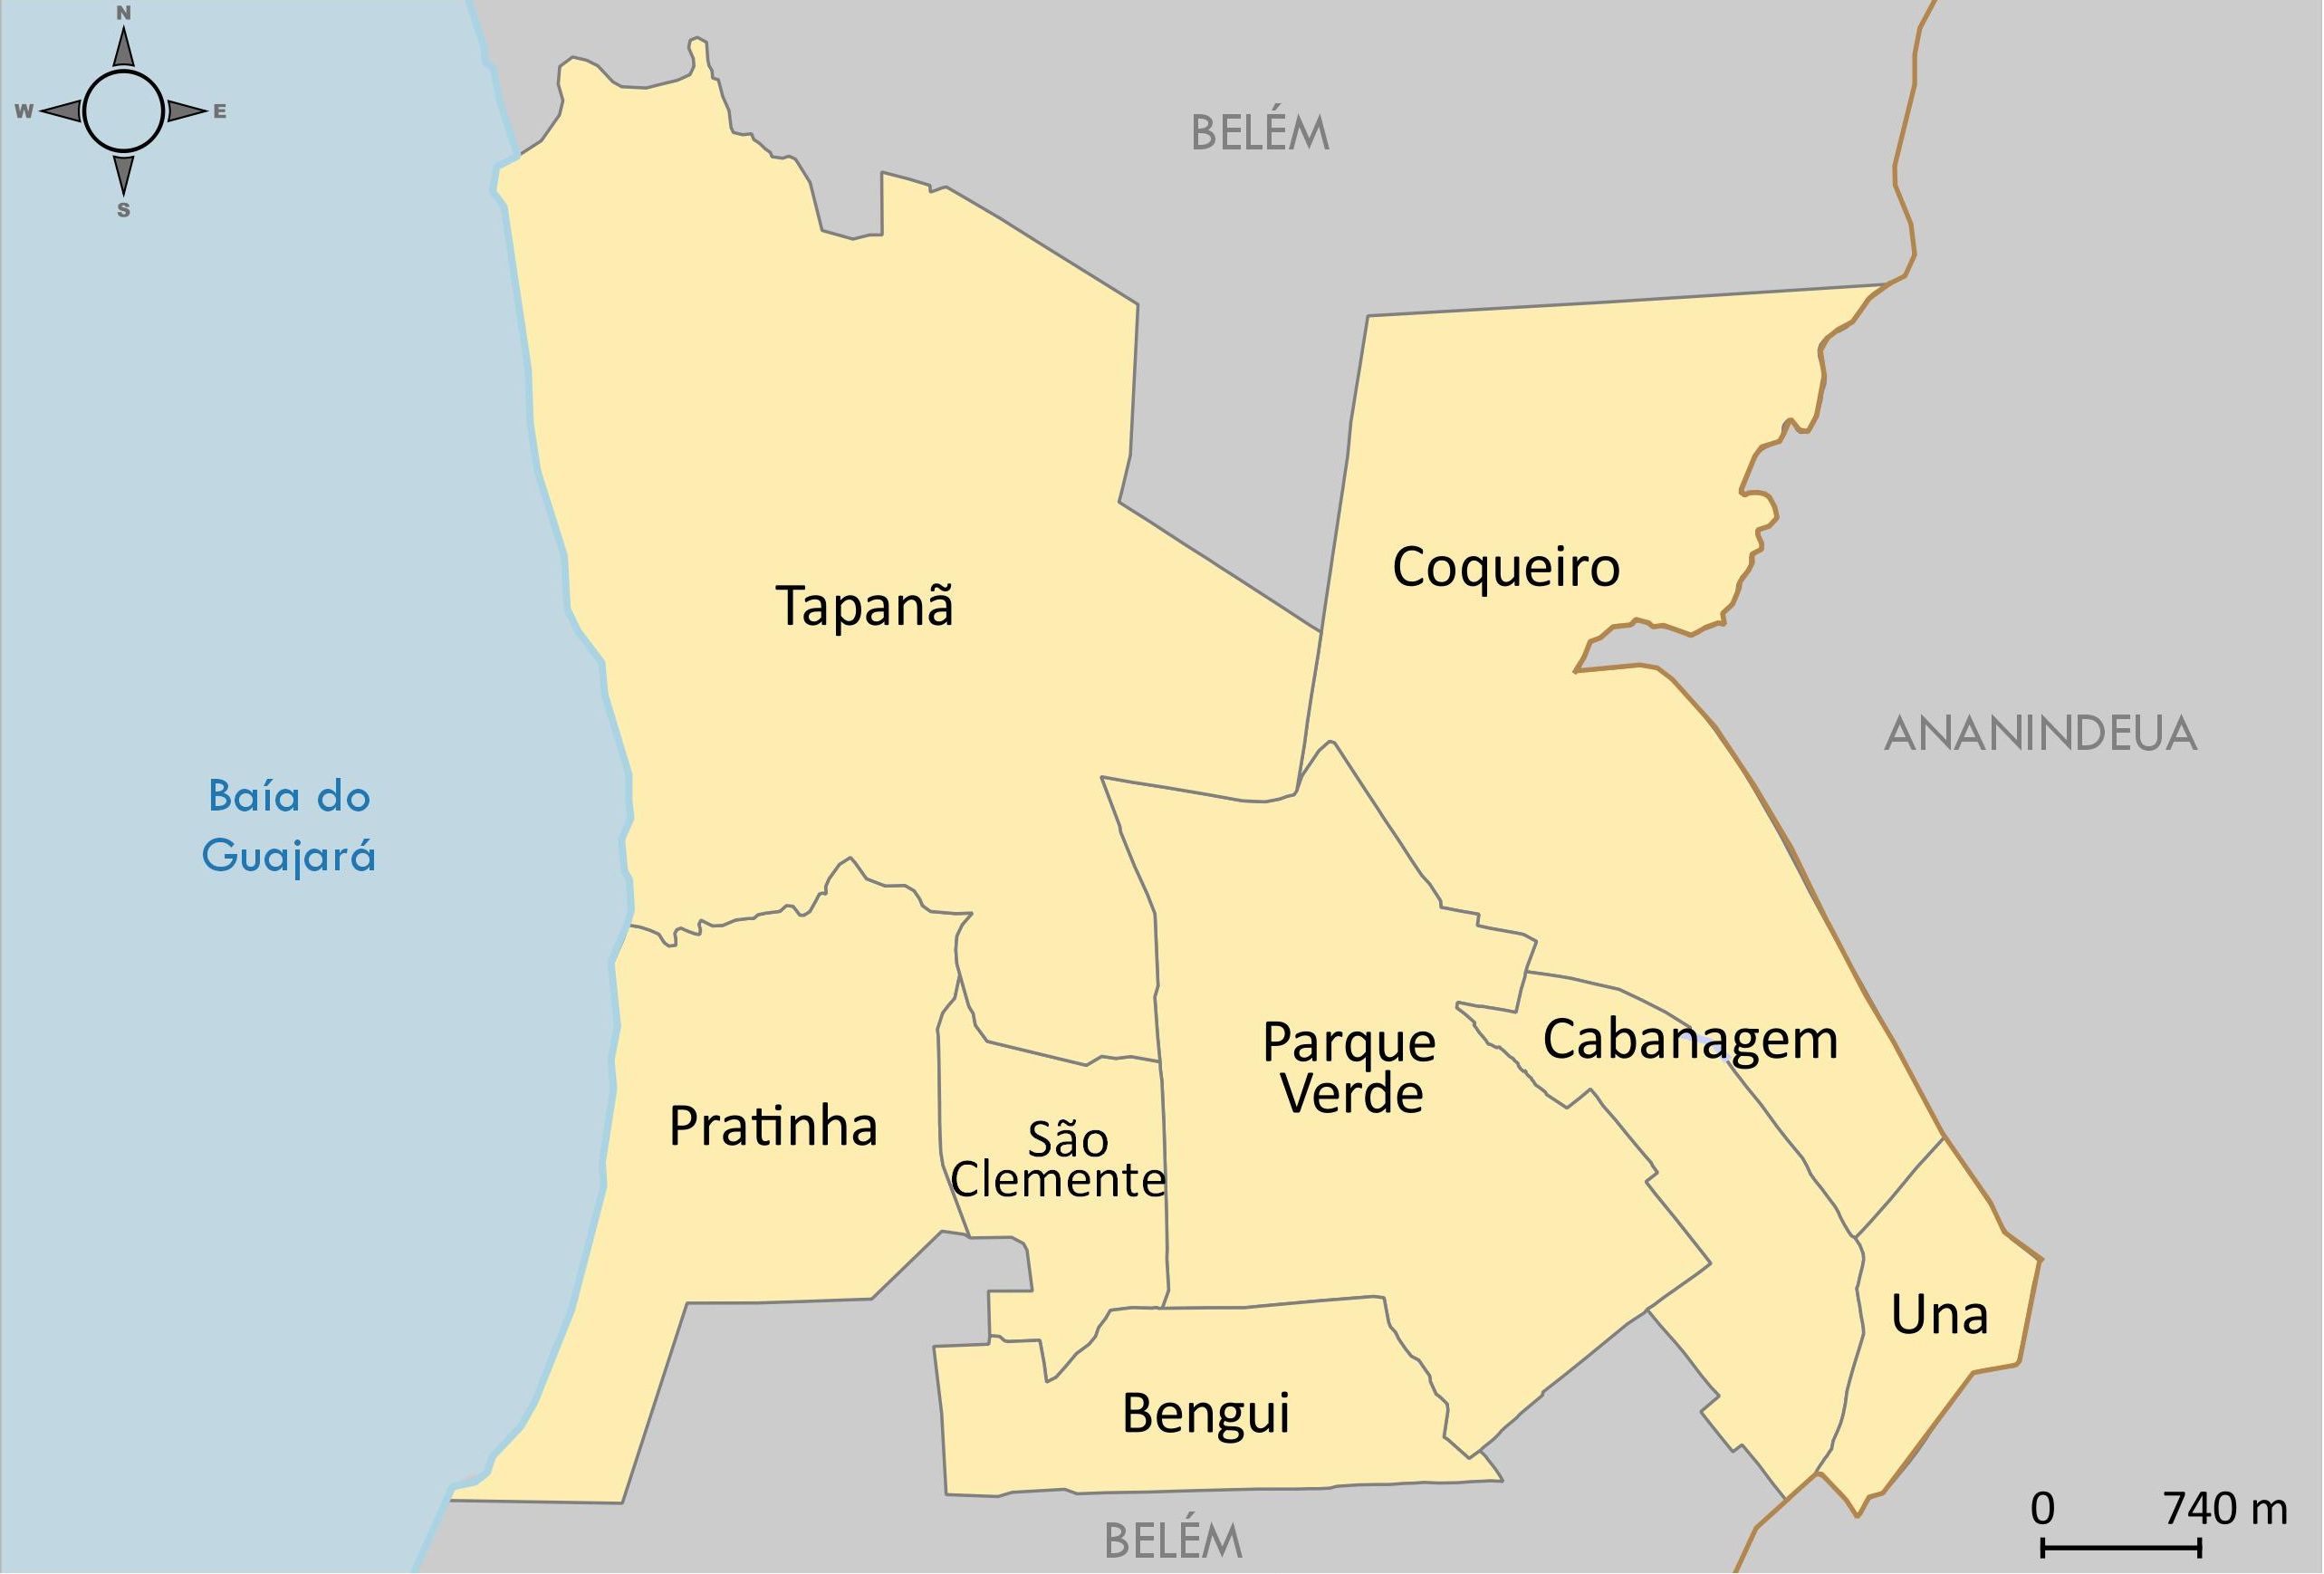 N
W
E
S
BELÉM
Coqueiro
Tapanã
ANANINDEUA
Baía do
Guajará
Parque
Verde
Cabanagem
Pratinha
São
Clemente
Una
Bengui
BELÉM
0 740 m